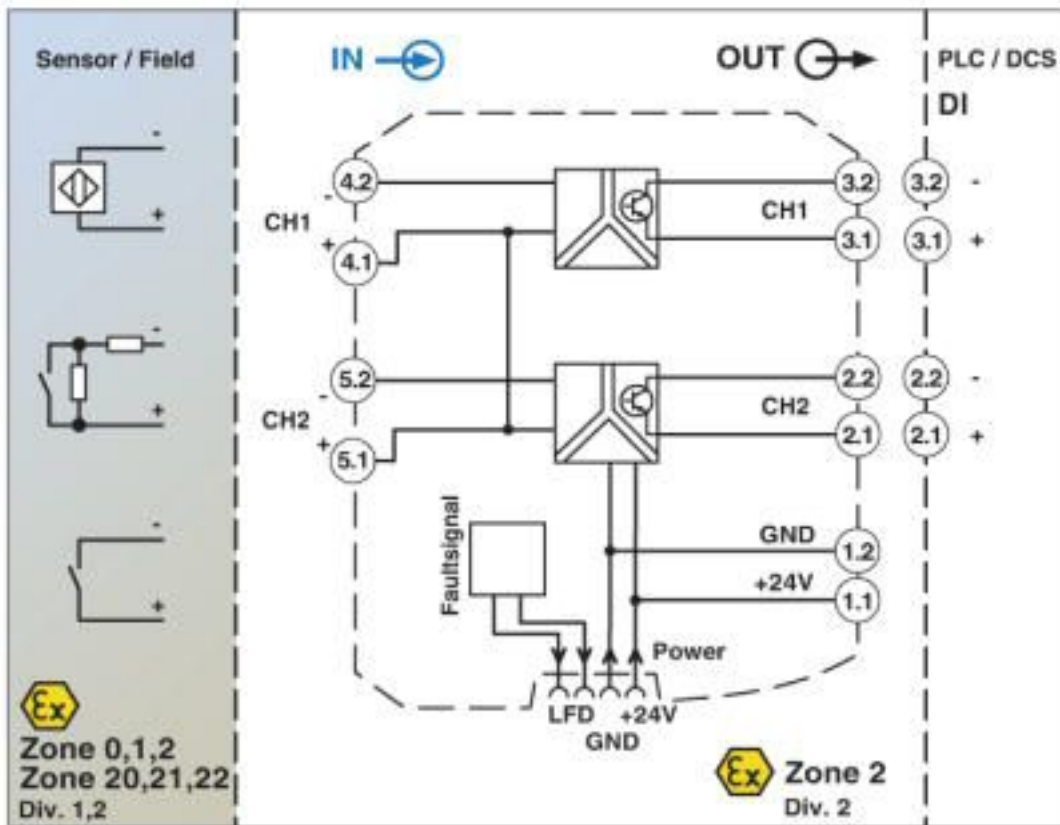 Sensor / Field
IN
OUT
PLC / DCS
DI
-
+
-
+
-
+
Ex
Zone 0,1,2
Zone 20,21,22
Div. 1,2
4.2
-
CH1
+
4.1
5.2
-
CH2
+
5.1
3.2
CH1
3.1
2.2
CH2
2.1
GND
1.2
+24V
1.1
Faultsignal
Power
LFD
+24V
GND
Ex
Zone 2
Div. 2
3.2 -
3.1 +
2.2 -
2.1 +